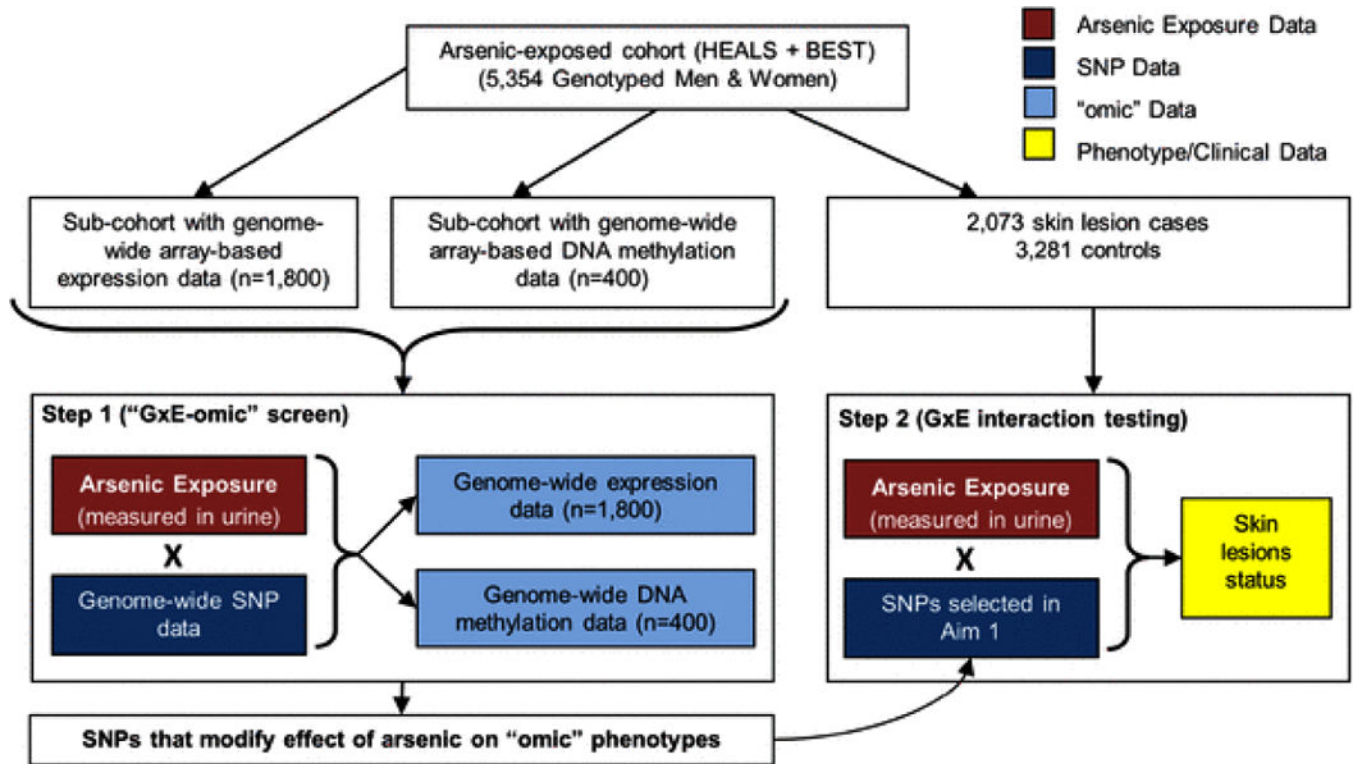 Arsenic-exposed cohort (HEALS + BEST)
(5,354 Genotyped Men & Women)
Arsenic Exposure Data
SNP Data
“omic” Data
Phenotype/Clinical Data
Sub-cohort with genome-
wide array-based
expression data (n=1,800)
Sub-cohort with genome-wide
array-based DNA methylation
data (n=400)
2,073 skin lesion cases
3,281 controls
Step 1 (“GxE-omic” screen)
Arsenic Exposure
(measured in urine)
X
Genome-wide SNP
data
Genome-wide expression
data (n=1,800)
Genome-wide DNA
methylation data (n=400)
Step 2 (GxE interaction testing)
Arsenic Exposure
(measured in urine)
X
SNPs selected in
Aim 1
Skin
lesions
status
SNPs that modify effect of arsenic on “omic” phenotypes